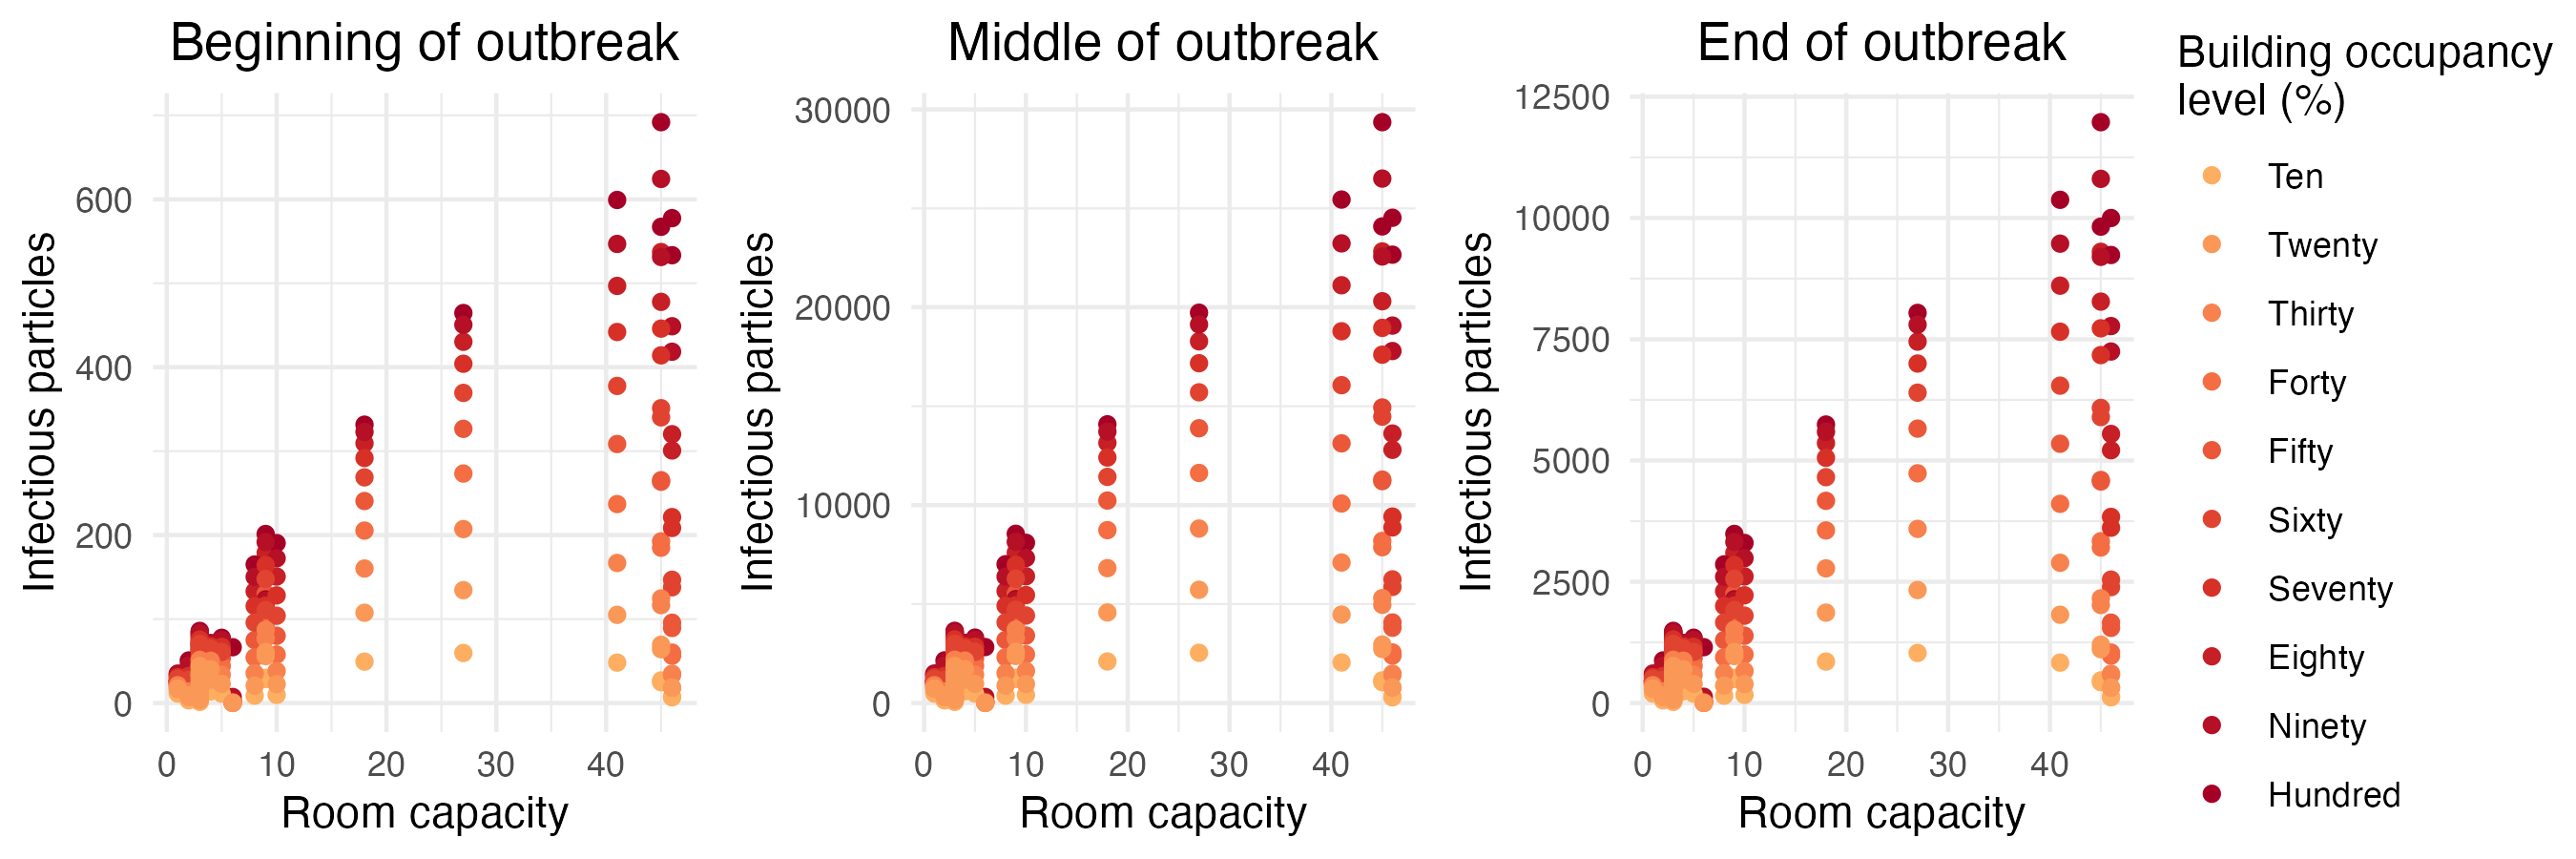 Beginning of outbreak
Infectious particles
600
400
200
0
0 10 20 30 40
Room capacity
Middle of outbreak
Infectious particles
30000
20000
10000
0
0 10 20 30 40
Room capacity
End of outbreak
Infectious particles
12500
10000
7500
5000
2500
0
0 10 20 30 40
Room capacity
Building occupancy
level (%)
Ten
Twenty
Thirty
Forty
Fifty
Sixty
Seventy
Eighty
Ninety
Hundred